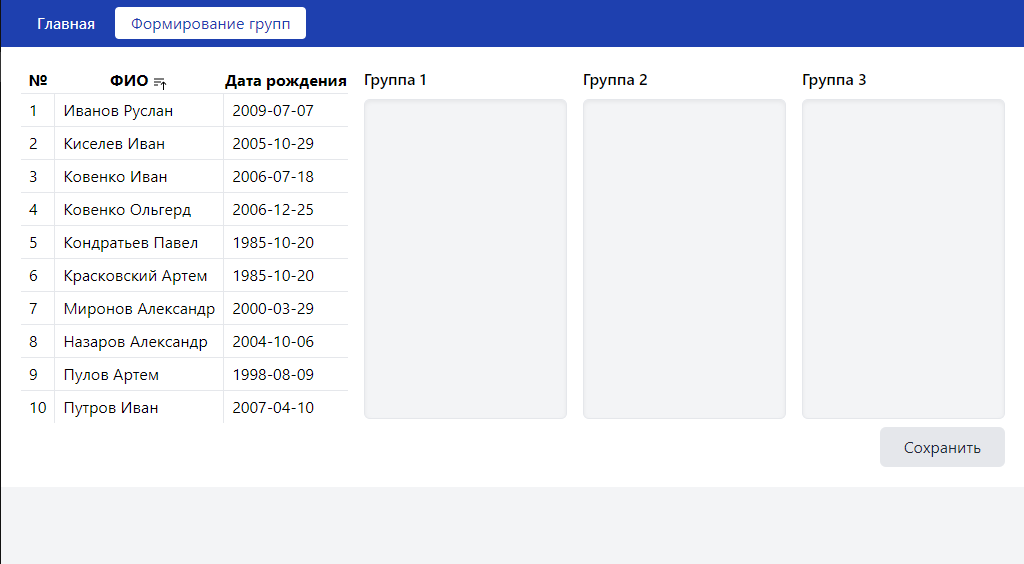 Главная Формирование групп
№ ФИО Дата рождения Группа 1 Группа 2 Группа 3
1 Иванов Руслан 2009-07-07
2 Киселев Иван 2005-10-29
3 Ковенко Иван 2006-07-18
4 Ковенко Ольгерд 2006-12-25
5 Кондратьев Павел 1985-10-20
6 Красковский Артем 1985-10-20
7 Миронов Александр 2000-03-29
8 Назаров Александр 2004-10-06
9 Пулов Артем 1998-08-09
10 Путров Иван 2007-04-10
Сохранить